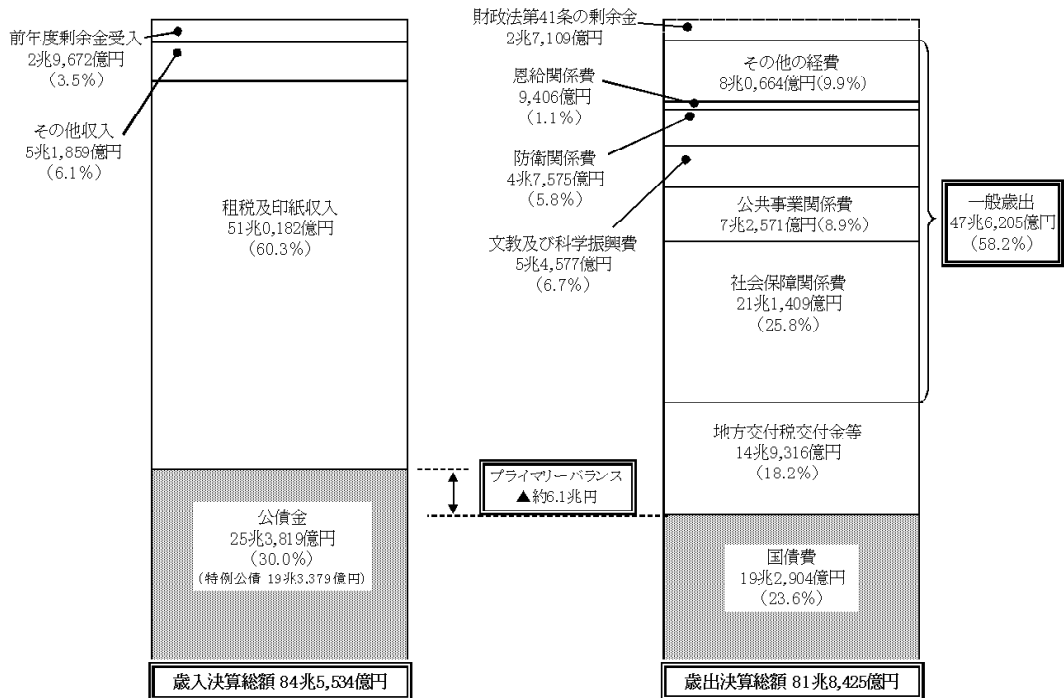 前年度剰余金受入
2兆9,672億円
(3.5%)
その他収入
5兆1,859億円
(6.1%)
租税及印紙収入
51兆0,182億円
(60.3%)
公債金
25兆3,819億円
(30.0%)
(特例公債 19兆3,379億円)
歳入決算総額 84兆5,534億円
プライマリーバランス
▲約6.1兆円
財政法第41条の剰余金
2兆7,109億円
その他の経費
8兆0,664億円(9.9%)
恩給関係費
9,406億円
(1.1%)
防衛関係費
4兆7,575億円
(5.8%)
文教及び科学振興費
5兆4,577億円
(6.7%)
公共事業関係費
7兆2,571億円(8.9%)
社会保障関係費
21兆1,409億円
(25.8%)
一般歳出
47兆6,205億円
(58.2%)
地方交付税交付金等
14兆9,316億円
(18.2%)
国債費
19兆2,904億円
(23.6%)
歳出決算総額 81兆8,425億円